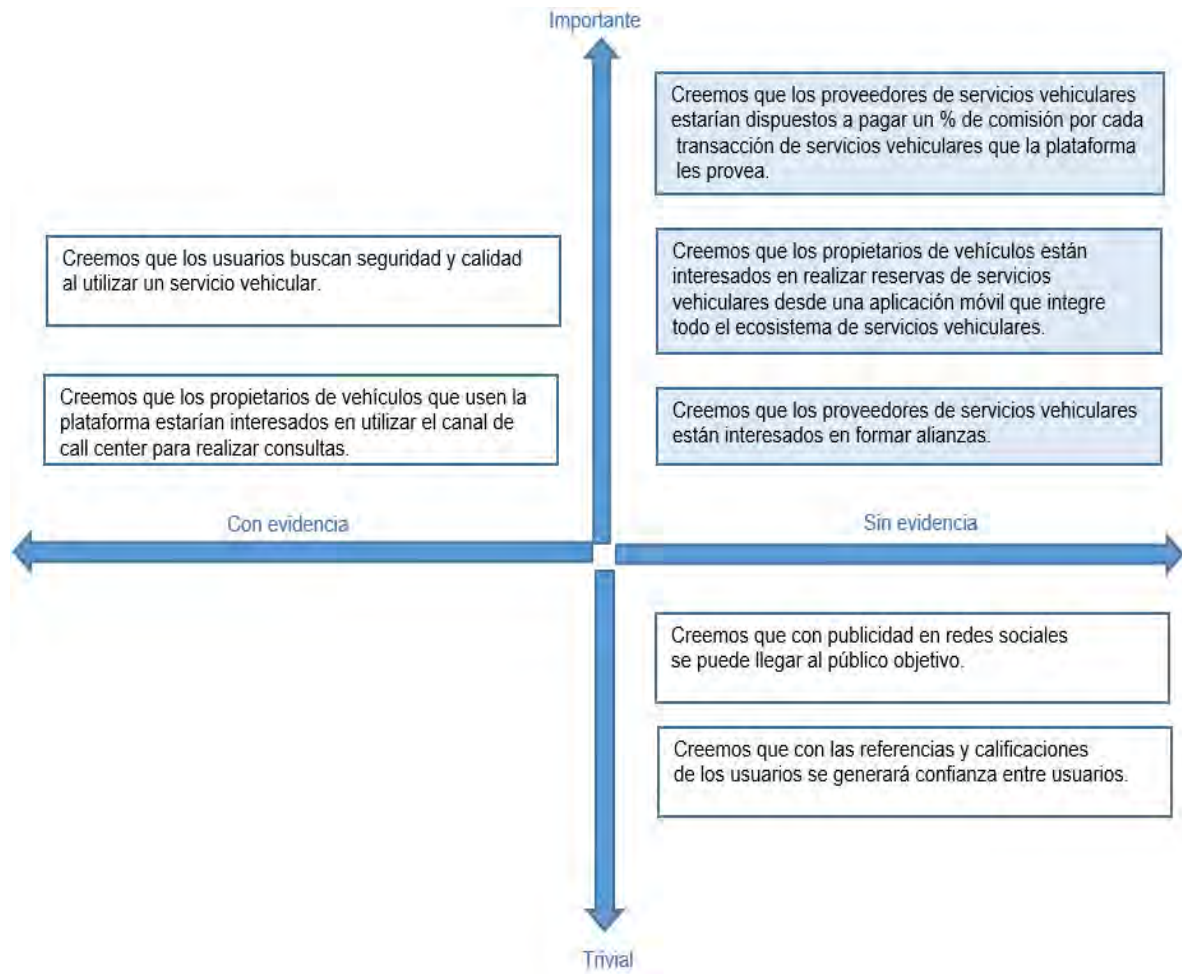 Importante
Creemos que los proveedores de servicios vehiculares
estarían dispuestos a pagar un % de comisión por cada
transacción de servicios vehiculares que la plataforma
les provea.
Creemos que los usuarios buscan seguridad y calidad
al utilizar un servicio vehicular.
Creemos que los propietarios de vehículos están
interesados en realizar reservas de servicios
vehiculares desde una aplicación móvil que integre
todo el ecosistema de servicios vehiculares.
Creemos que los propietarios de vehículos que usen la
plataforma estarían interesados en utilizar el canal de
call center para realizar consultas.
Creemos que los proveedores de servicios vehiculares
están interesados en formar alianzas.
Con evidencia
Sin evidencia
Creemos que con publicidad en redes sociales
se puede llegar al público objetivo.
Creemos que con las referencias y calificaciones
de los usuarios se generará confianza entre usuarios.
Trivial